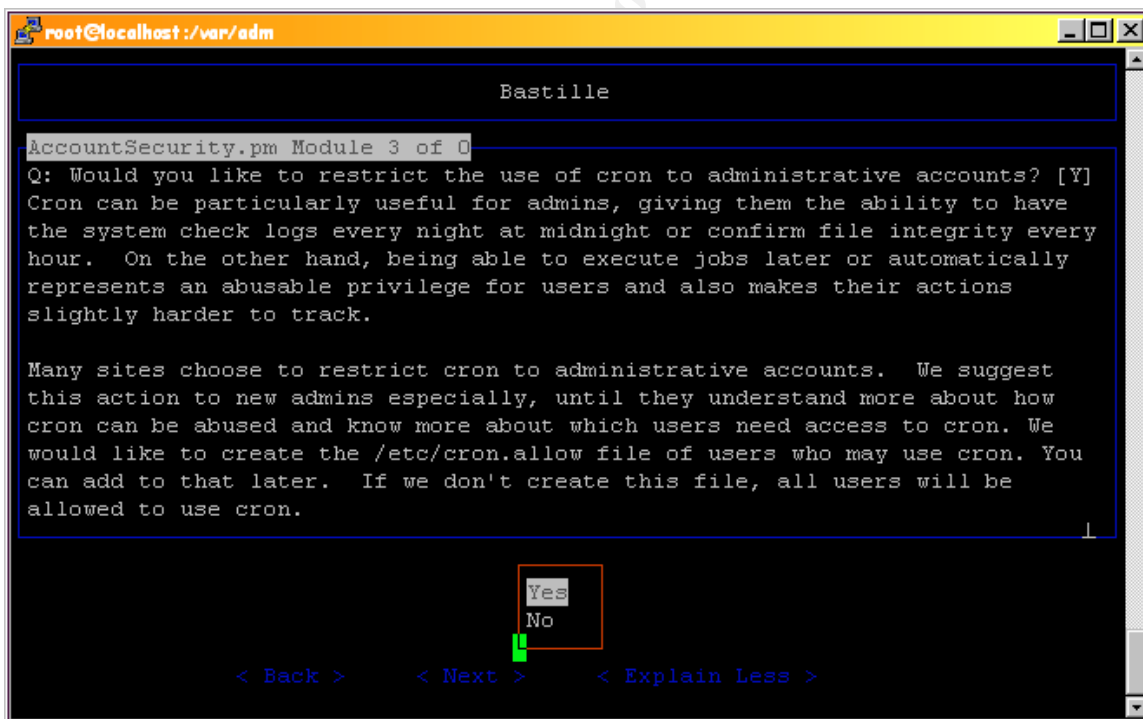 root@localhost:/var/adm
Bastille
AccountSecurity.pm Module 3 of 0
Q: Would you like to restrict the use of cron to administrative accounts? [Y]
Cron can be particularly useful for admins, giving them the ability to have
the system check logs every night at midnight or confirm file integrity every
hour.  On the other hand, being able to execute jobs later or automatically
represents an abusable privilege for users and also makes their actions
slightly harder to track.
Many sites choose to restrict cron to administrative accounts.  We suggest
this action to new admins especially, until they understand more about how
cron can be abused and know more about which users need access to cron. We
would like to create the /etc/cron.allow file of users who may use cron. You
can add to that later.  If we don't create this file, all users will be
allowed to use cron.
Yes
No
< Back > < Next > < Explain Less >